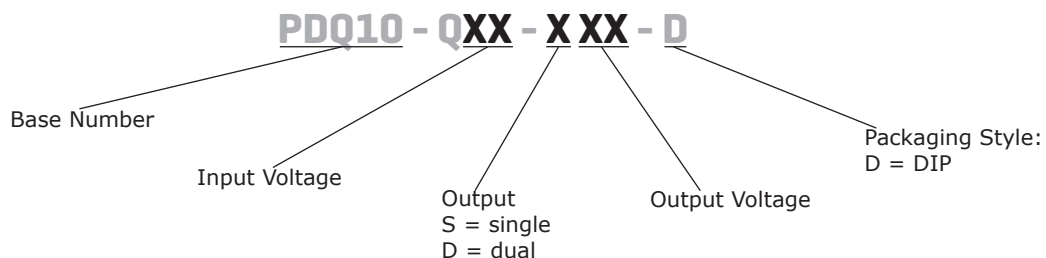 PDQ10 - QXX - X XX - D
Base Number
Input Voltage
Output
S = single
D = dual
Output Voltage
Packaging Style:
D = DIP